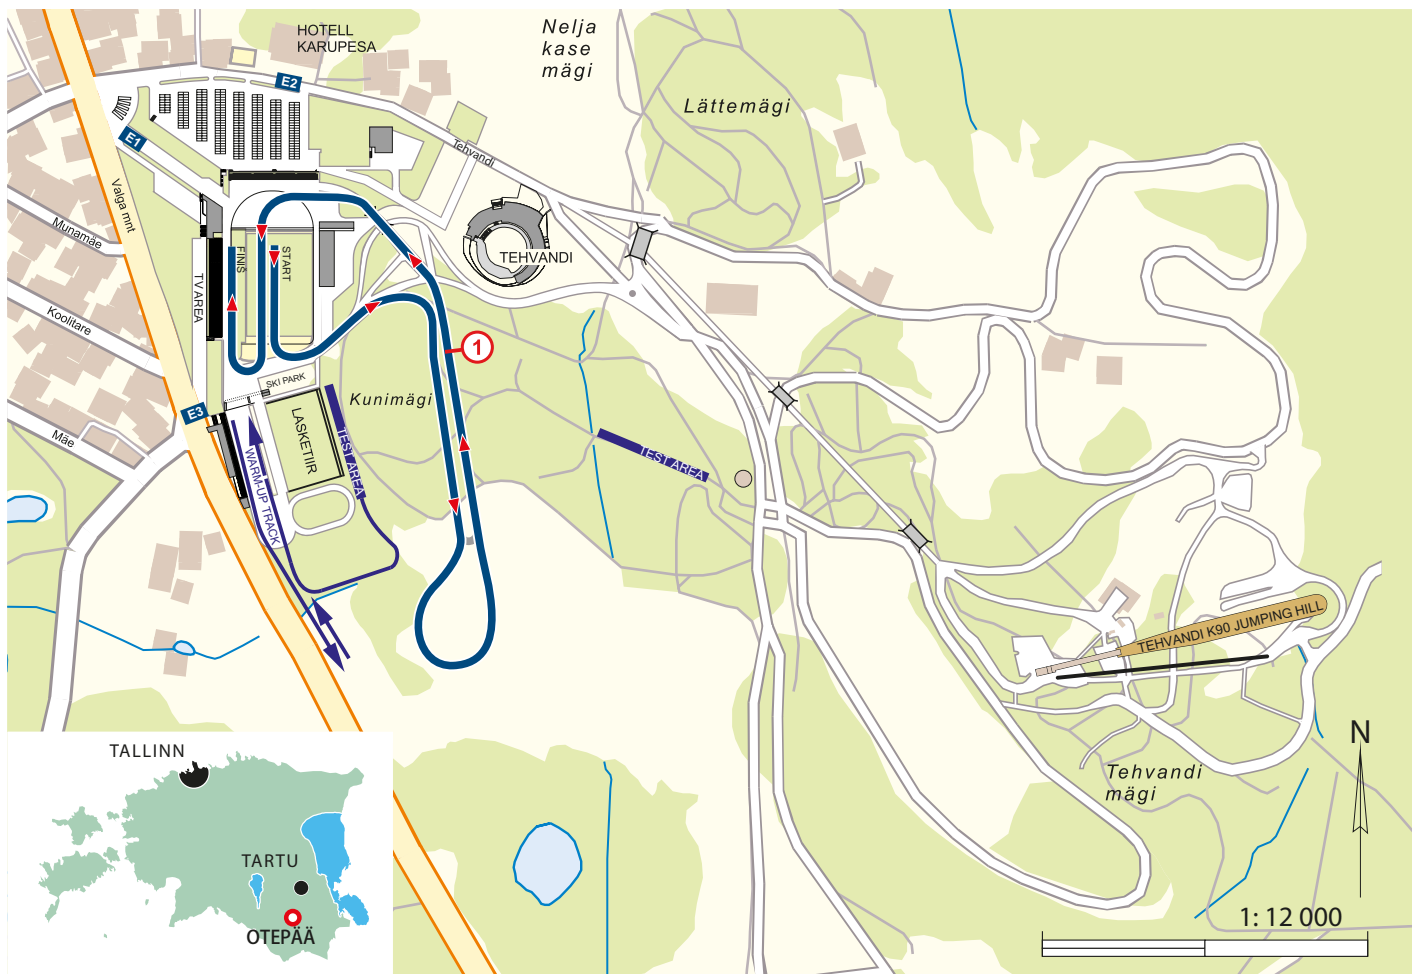 HOTELL
KARUPESA
Nelja
kase
mägi
Lättemägi
E2
E1
Tehvandi
Valga mnt
Munamäe
TEHVANDI
FINIS
START
TV AREA
Koolitare
1
SKI PARK
Kunimägi
E3
LASKETIIR
TEST AREA
Mäe
WARM-UP TRACK
TEST AREA
TEHVANDI K90 JUMPING HILL
Tehvandi
mägi
N
TALLINN
TARTU
OTEPÄÄ
1: 12 000